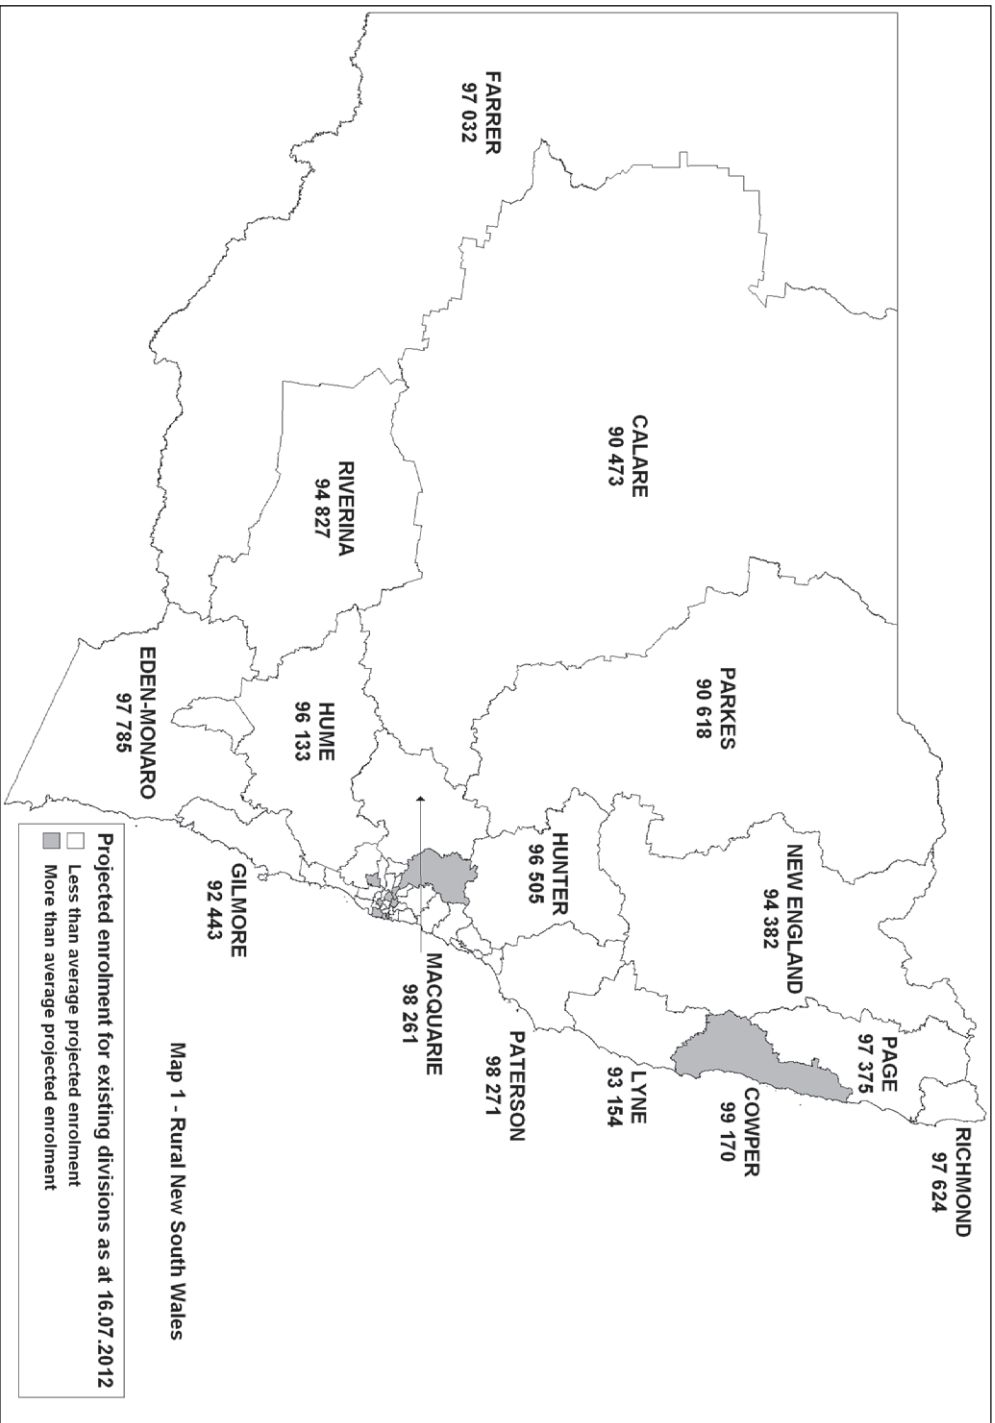 RICHMOND
97 624
PAGE
97 375
COWPER
99 170
NEW ENGLAND
94 382
PARKES
90 618
LYNE
93 154
CALARE
90 473
HUNTER
96 505
PATERSON
98 271
FARRER
97 032
MACQUARIE
98 261
RIVERINA
94 827
HUME
96 133
GILMORE
92 443
EDEN-MONARO
97 785
Map 1 - Rural New South Wales
Projected enrolment for existing divisions as at 16.07.2012
Less than average projected enrolment
More than average projected enrolment